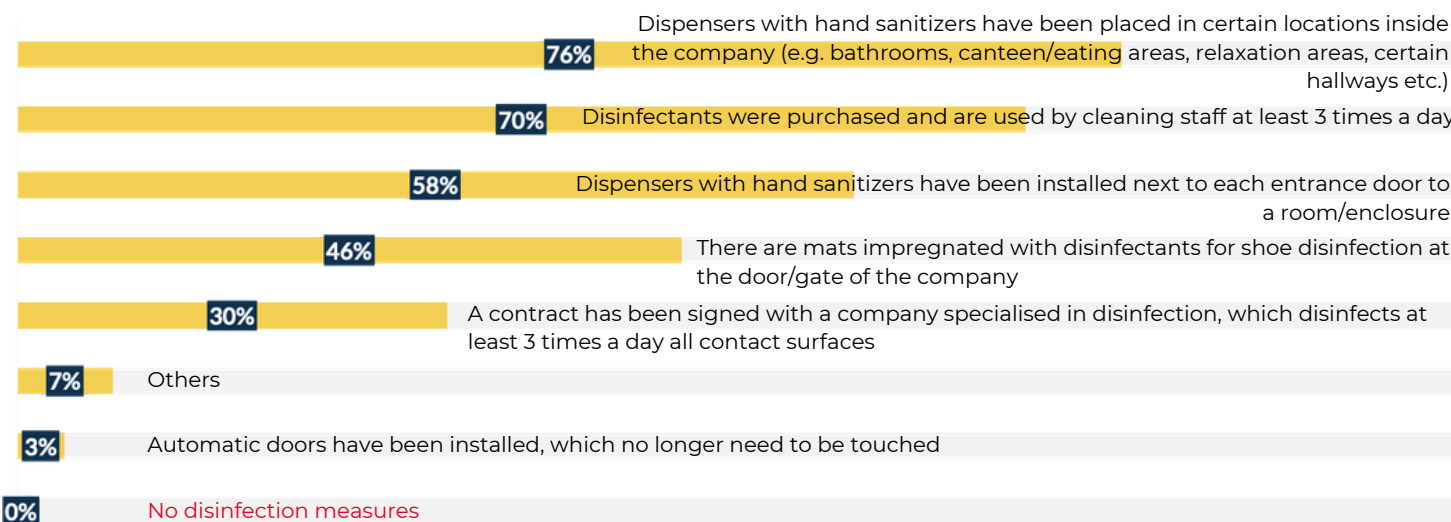 Dispensers with hand sanitizers have been placed in certain locations inside
76% the company (e.g. bathrooms, canteen/eating areas, relaxation areas, certain
hallways etc.)
70% Disinfectants were purchased and are used by cleaning staff at least 3 times a day
58% Dispensers with hand sanitizers have been installed next to each entrance door to
a room/enclosure
46% There are mats impregnated with disinfectants for shoe disinfection at
the door/gate of the company
30% A contract has been signed with a company specialised in disinfection, which disinfects at
least 3 times a day all contact surfaces
7% Others
3% Automatic doors have been installed, which no longer need to be touched
0% No disinfection measures